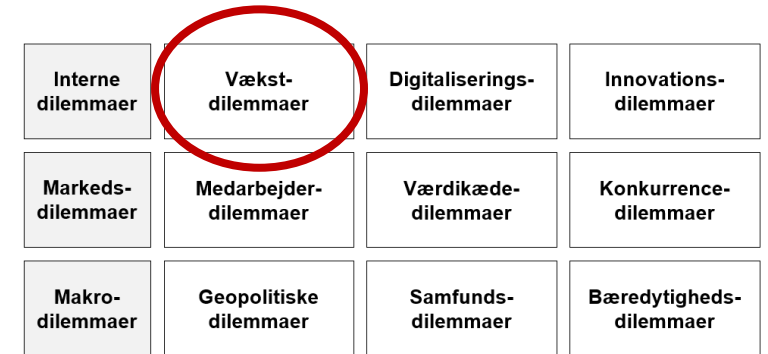 Interne
dilemmaer
Vækst-
dilemmaer
Digitaliserings-
dilemmaer
Innovations-
dilemmaer
Markeds-
dilemmaer
Medarbejder-
dilemmaer
Værdikæde-
dilemmaer
Konkurrence-
dilemmaer
Makro-
dilemmaer
Geopolitiske
dilemmaer
Samfunds-
dilemmaer
Bæredytigheds-
dilemmaer